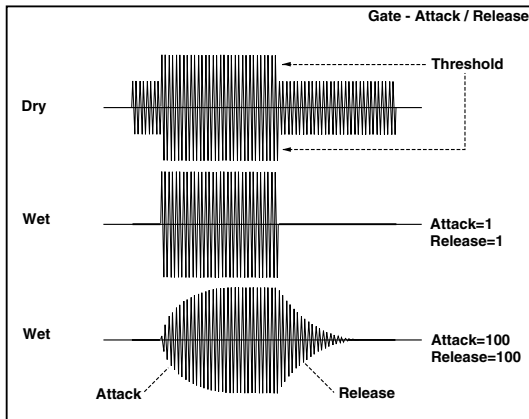 Gate - Attack / Release
Threshold
Dry
Wet
Attack=1
Release=1
Wet
Attack=100
Release=100
Attack
Release